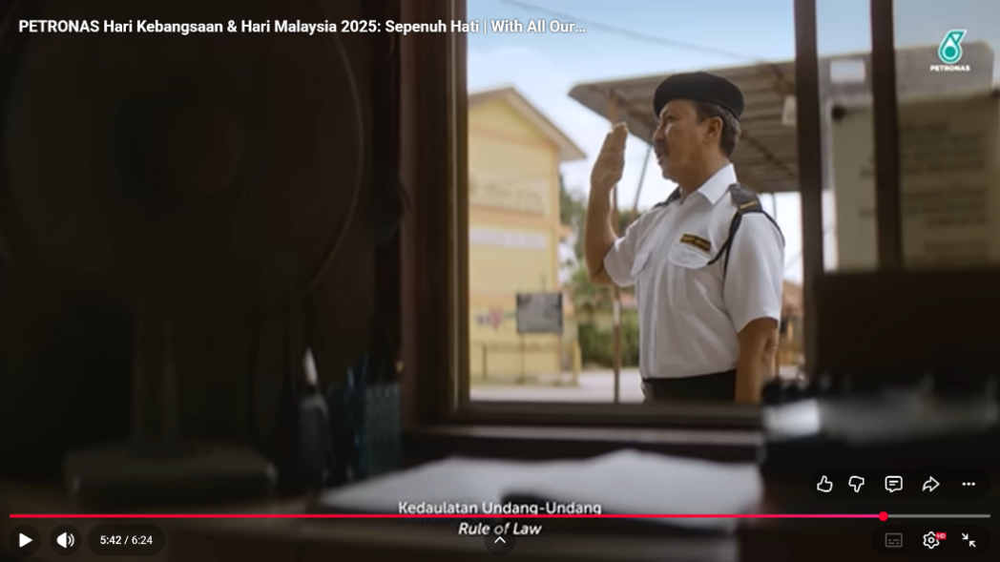 PETRONAS Hari Kebangsaan & Hari Malaysia 2025: Sepenuh Hati | With All Our...
PETRONAS
Kedaulatan Undang-Undang
Rule of Law
5:42 / 6:24
HD